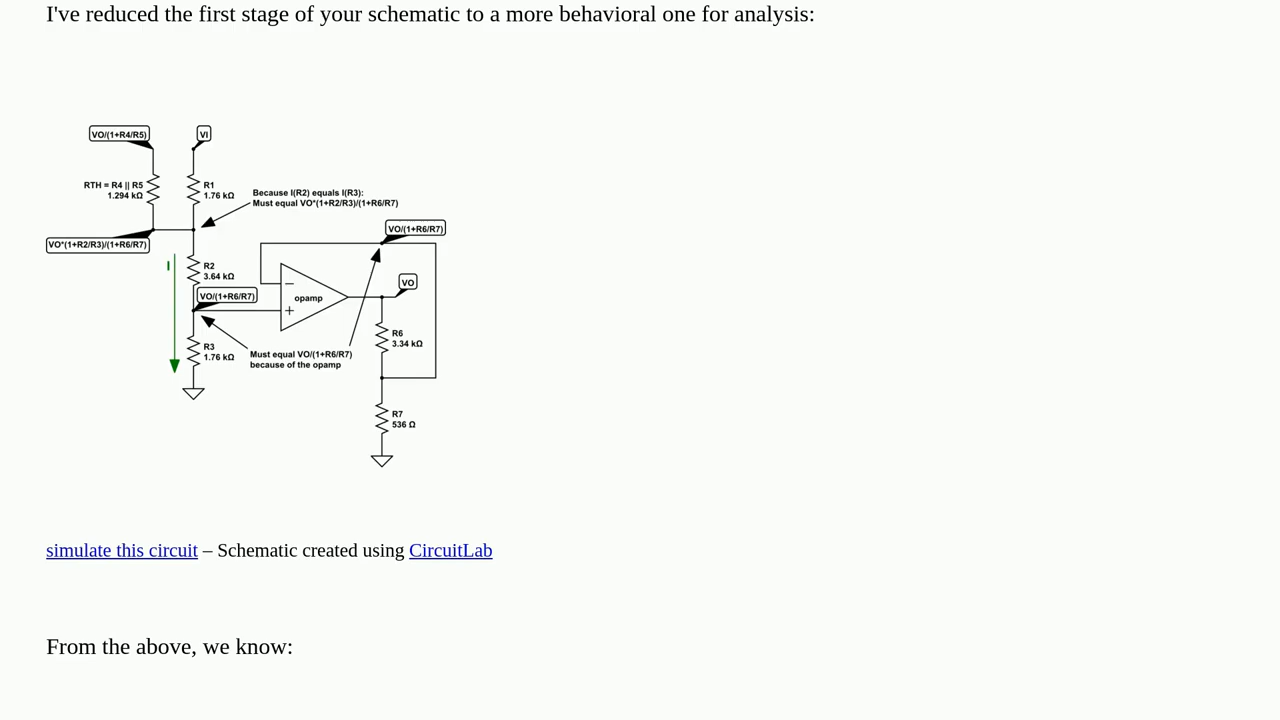 I've reduced the first stage of your schematic to a more behavioral one for analysis:
VO/(1+R4/R5)
VI
RTH = R4 || R5
1.294 kΩ
R1
1.76 kΩ
Because I(R2) equals I(R3):
Must equal VO*(1+R2/R3)/(1+R6/R7)
VO/(1+R6/R7)
VO*(1+R2/R3)/(1+R6/R7)
I
R2
3.64 kΩ
VO/(1+R6/R7)
−
opamp
+
VO
R6
3.34 kΩ
R3
1.76 kΩ
Must equal VO/(1+R6/R7)
because of the opamp
R7
536 Ω
simulate this circuit – Schematic created using CircuitLab
From the above, we know: